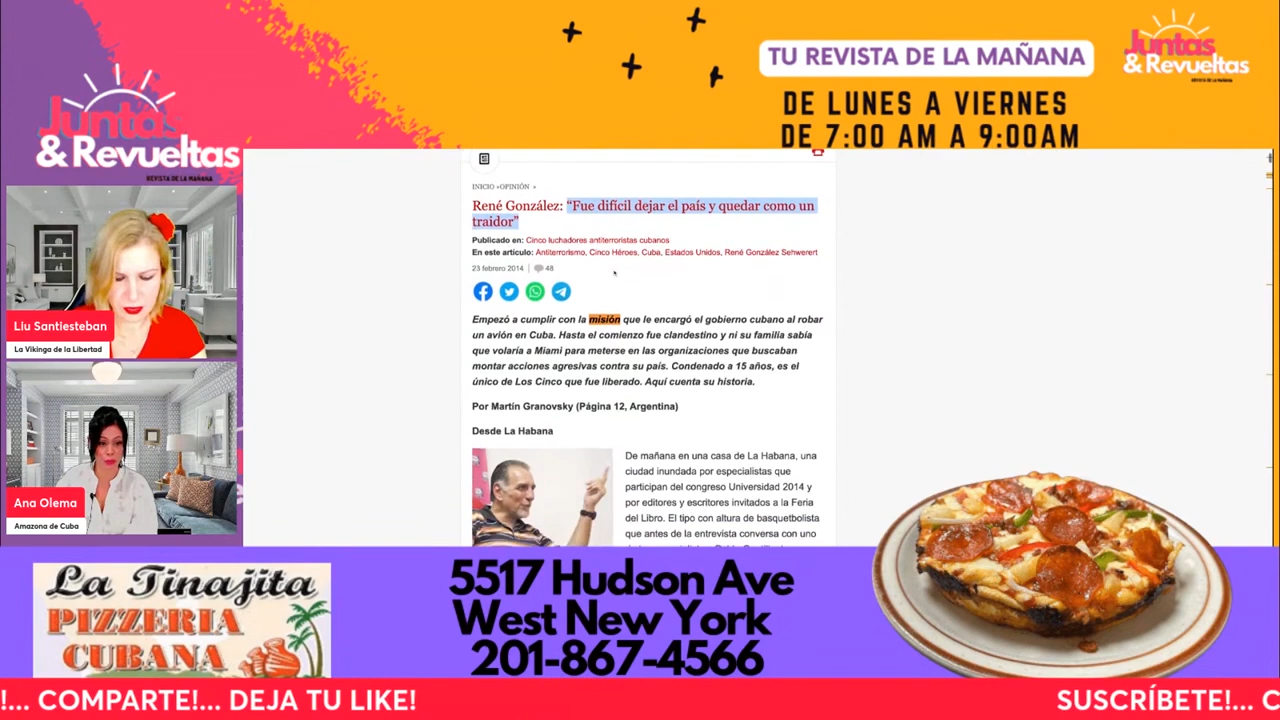 TU REVISTA DE LA MAÑANA
Juntas
& Revueltas
REVISTA DE LA MAÑANA
DE LUNES A VIERNES
DE 7:00 AM A 9:00AM
Juntas
& Revueltas
REVISTA DE LA MAÑANA
Liu Santiesteban
La Vikinga de la Libertad
Ana Olema
Amazona de Cuba
INICIO »OPINIÓN »
René González: “Fue difícil dejar el país y quedar como un
traidor”
Publicado en: Cinco luchadores antiterroristas cubanos
En este artículo: Antiterrorismo, Cinco Héroes, Cuba, Estados Unidos, René González Sehwerert
23 febrero 2014 | 48
Empezó a cumplir con la misión que le encargó el gobierno cubano al robar
un avión en Cuba. Hasta el comienzo fue clandestino y ni su familia sabía
que volaría a Miami para meterse en las organizaciones que buscaban
montar acciones agresivas contra su país. Condenado a 15 años, es el
único de Los Cinco que fue liberado. Aquí cuenta su historia.
Por Martín Granovsky (Página 12, Argentina)
Desde La Habana
De mañana en una casa de La Habana, una
ciudad inundada por especialistas que
participan del congreso Universidad 2014 y
por editores y escritores invitados a la Feria
del Libro. El tipo con altura de basquetbolista
que antes de la entrevista conversa con uno
La Tinajita
PIZZERIA
CUBANA
5517 Hudson Ave
West New York
201-867-4566
!... COMPARTE!... DEJA TU LIKE!
SUSCRÍBETE!... C